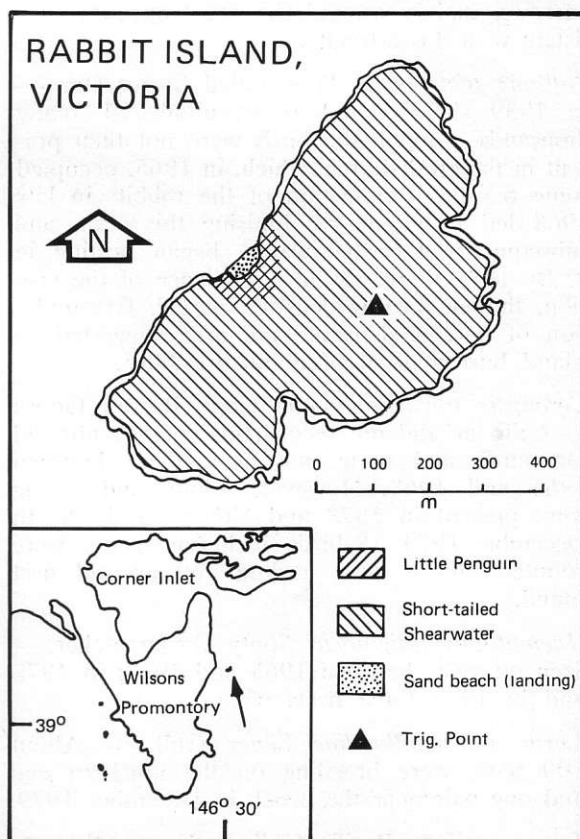 RABBIT ISLAND,
VICTORIA
N
0 100 200 300 400
m
Corner Inlet
Wilsons
Promontory
39°
146° 30'
Little Penguin
Short-tailed
Shearwater
Sand beach (landing)
Trig. Point